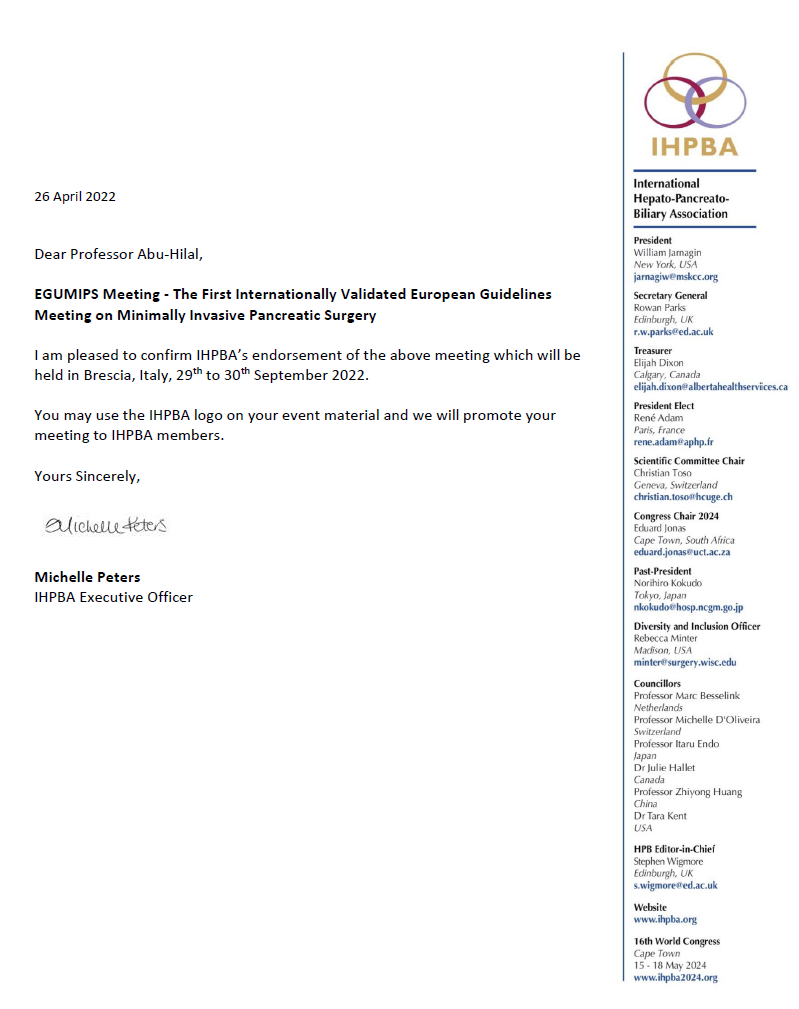 26 April 2022
Dear Professor Abu-Hilal,
EGUMIPS Meeting - The First Internationally Validated European Guidelines
Meeting on Minimally Invasive Pancreatic Surgery
I am pleased to confirm IHPBA’s endorsement of the above meeting which will be
held in Brescia, Italy, 29th to 30th September 2022.
You may use the IHPBA logo on your event material and we will promote your
meeting to IHPBA members.
Yours Sincerely,
Michelle Peters
Michelle Peters
IHPBA Executive Officer
IHPBA
International
Hepato-Pancreato-
Biliary Association
President
William Jarnagin
New York, USA
jarnagiw@mskcc.org
Secretary General
Rowan Parks
Edinburgh, UK
r.w.parks@ed.ac.uk
Treasurer
Elijah Dixon
Calgary, Canada
elijah.dixon@albertahealthservices.ca
President Elect
René Adam
Paris, France
rene.adam@aphp.fr
Scientific Committee Chair
Christian Toso
Geneva, Switzerland
christian.toso@hcuge.ch
Congress Chair 2024
Eduard Jonas
Cape Town, South Africa
eduard.jonas@uct.ac.za
Past-President
Norihiro Kokudo
Tokyo, Japan
nkokudo@hosp.ncgm.go.jp
Diversity and Inclusion Officer
Rebecca Minter
Madison, USA
minter@surgery.wisc.edu
Councillors
Professor Marc Besselink
Netherlands
Professor Michelle D'Oliveira
Switzerland
Professor Itaru Endo
Japan
Dr Julie Hallet
Canada
Professor Zhiyong Huang
China
Dr Tara Kent
USA
HPB Editor-in-Chief
Stephen Wigmore
Edinburgh, UK
s.wigmore@ed.ac.uk
Website
www.ihpba.org
16th World Congress
Cape Town
15 - 18 May 2024
www.ihpba2024.org